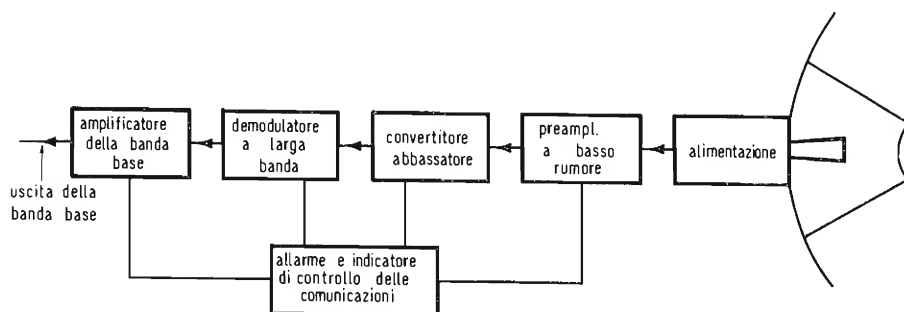 amplificatore
della banda
base
demodulatore
a larga
banda
convertitore
abbassatore
preampl.
a basso
rumore
alimentazione
uscita della
banda base
allarme e indicatore
di controllo delle
comunicazioni